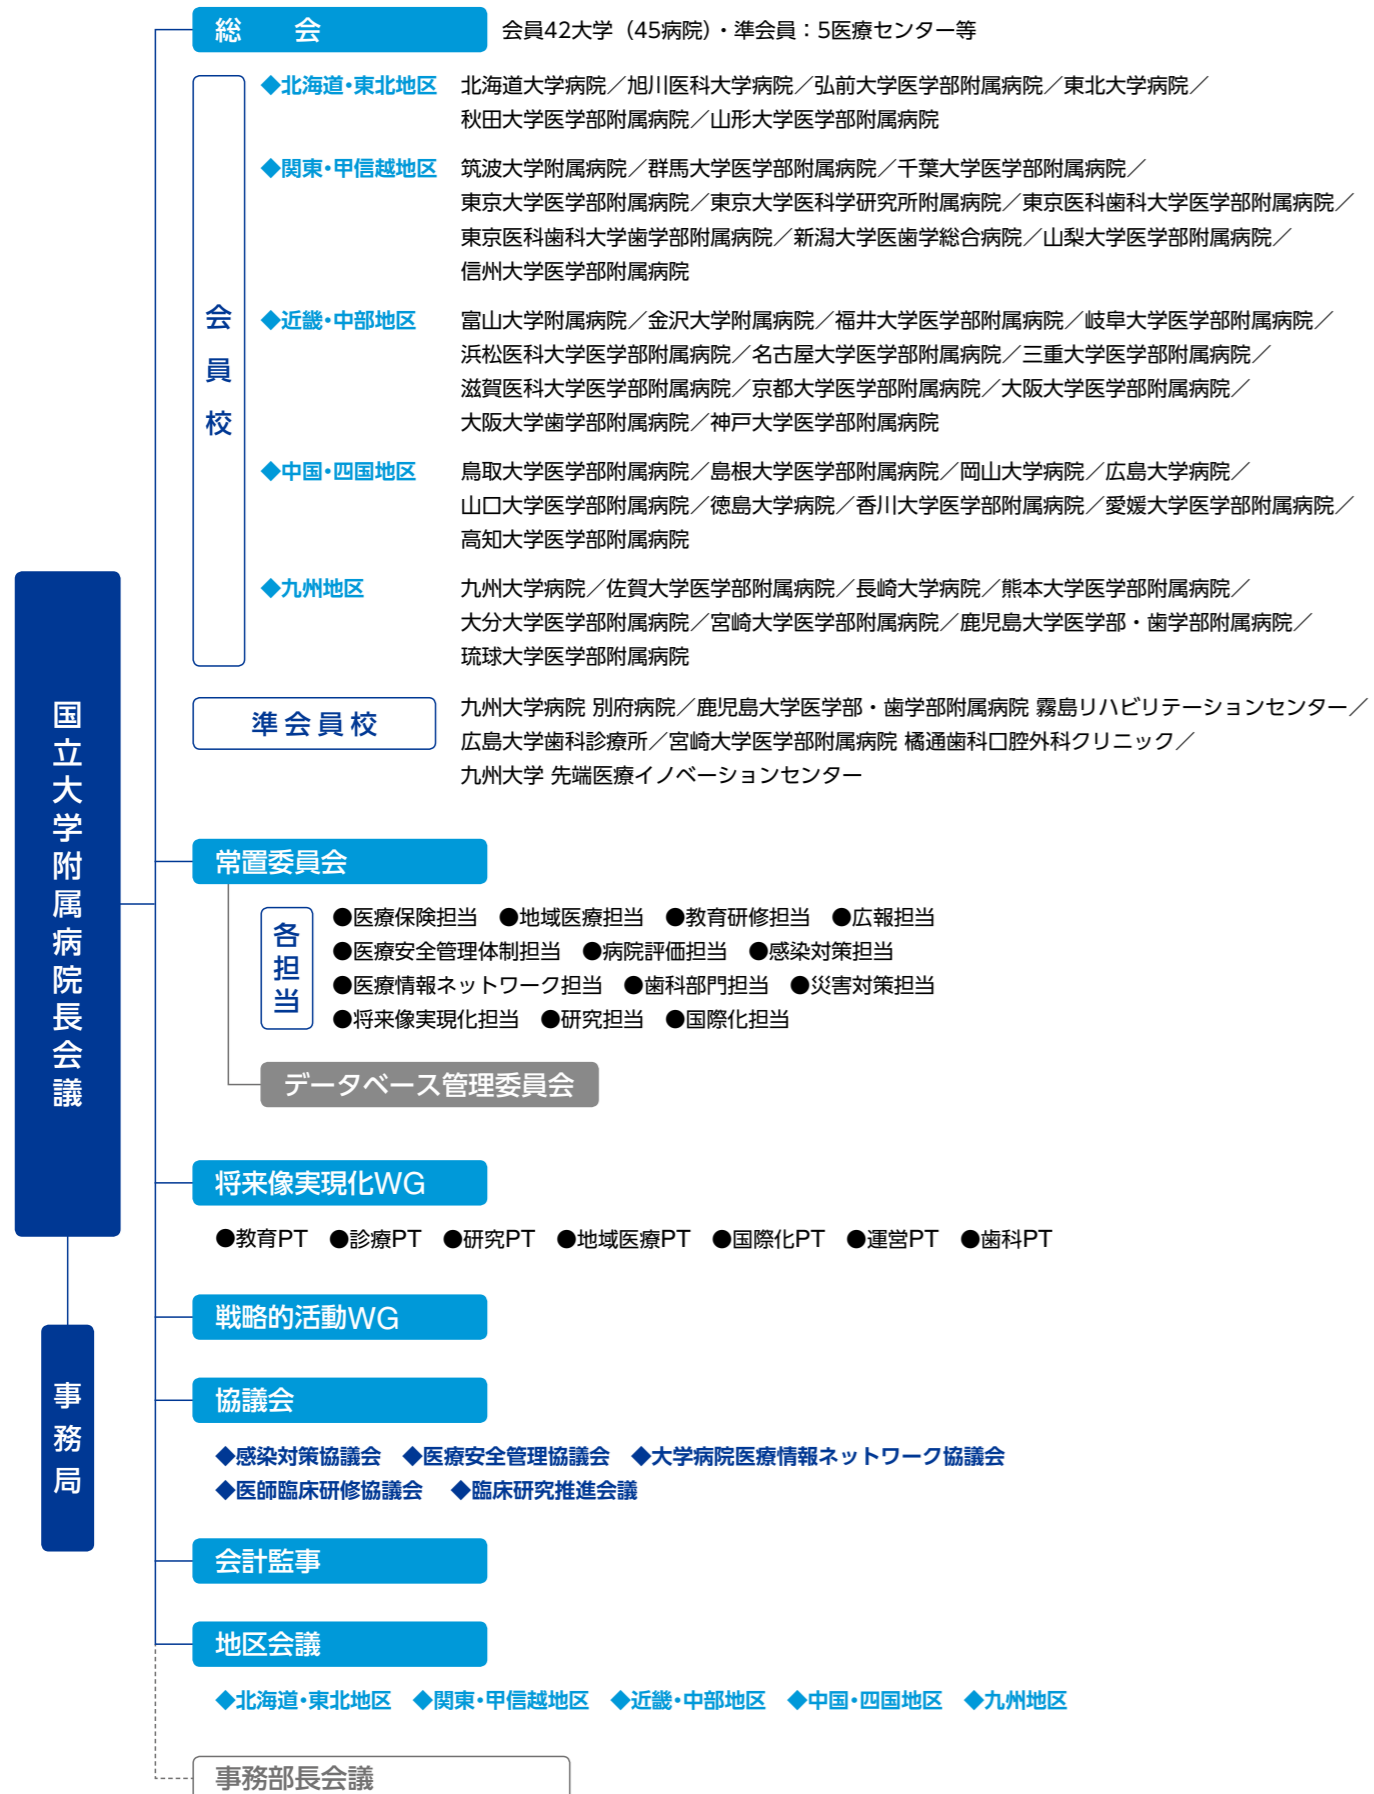 総　会
会員42大学（45病院）・準会員：5医療センター等
会員校
◆北海道・東北地区
北海道大学病院／旭川医科大学病院／弘前大学医学部附属病院／東北大学病院／
秋田大学医学部附属病院／山形大学医学部附属病院
◆関東・甲信越地区
筑波大学附属病院／群馬大学医学部附属病院／千葉大学医学部附属病院／
東京大学医学部附属病院／東京大学医科学研究所附属病院／東京医科歯科大学医学部附属病院／
東京医科歯科大学歯学部附属病院／新潟大学医歯学総合病院／山梨大学医学部附属病院／
信州大学医学部附属病院
◆近畿・中部地区
富山大学附属病院／金沢大学附属病院／福井大学医学部附属病院／岐阜大学医学部附属病院／
浜松医科大学医学部附属病院／名古屋大学医学部附属病院／三重大学医学部附属病院／
滋賀医科大学医学部附属病院／京都大学医学部附属病院／大阪大学医学部附属病院／
大阪大学歯学部附属病院／神戸大学医学部附属病院
◆中国・四国地区
鳥取大学医学部附属病院／島根大学医学部附属病院／岡山大学病院／広島大学病院／
山口大学医学部附属病院／徳島大学病院／香川大学医学部附属病院／愛媛大学医学部附属病院／
高知大学医学部附属病院
◆九州地区
九州大学病院／佐賀大学医学部附属病院／長崎大学病院／熊本大学医学部附属病院／
大分大学医学部附属病院／宮崎大学医学部附属病院／鹿児島大学医学部・歯学部附属病院／
琉球大学医学部附属病院
準会員校
九州大学病院 別府病院／鹿児島大学医学部・歯学部附属病院 霧島リハビリテーションセンター／
広島大学歯科診療所／宮崎大学医学部附属病院 橘通歯科口腔外科クリニック／
九州大学 先端医療イノベーションセンター
国立大学附属病院長会議
事務局
常置委員会
各担当
●医療保険担当　●地域医療担当　●教育研修担当　●広報担当
●医療安全管理体制担当　●病院評価担当　●感染対策担当
●医療情報ネットワーク担当　●歯科部門担当　●災害対策担当
●将来像実現化担当　●研究担当　●国際化担当
データベース管理委員会
将来像実現化WG
●教育PT　●診療PT　●研究PT　●地域医療PT　●国際化PT　●運営PT　●歯科PT
戦略的活動WG
協議会
◆感染対策協議会　◆医療安全管理協議会　◆大学病院医療情報ネットワーク協議会
◆医師臨床研修協議会　◆臨床研究推進会議
会計監事
地区会議
◆北海道・東北地区　◆関東・甲信越地区　◆近畿・中部地区　◆中国・四国地区　◆九州地区
事務部長会議